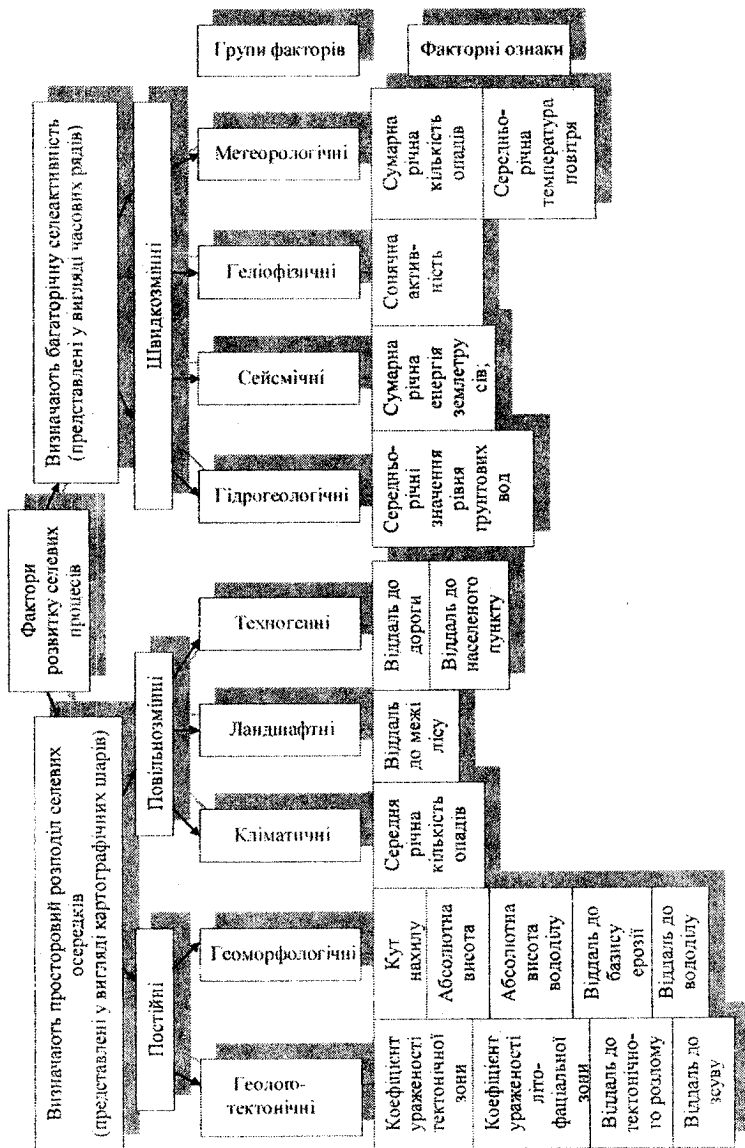 Фактори
розвитку селевих
процесів
Визначають просторовий розподіл селевих
осередків
(представлені у вигляді картографічних шарів)
Визначають багаторічну селеактивність
(представлені у вигляді часових рядів)
Постійні
Повільнозмінні
Швидкозмінні
Геолого-
тектонічні
Геоморфологічні
Кліматичні
Ландшафтні
Техногенні
Гідрогеологічні
Сейсмічні
Геліофізичні
Метеорологічні
Групи факторів
Коефіцієнт
ураженості
тектонічної
зони
Коефіцієнт
ураженості
літо-
фаціальної
зони
Віддаль до
тектонічно-
го розлому
Віддаль до
зсуву
Кут
нахилу
Абсолютна
висота
Абсолютна
висота
вододілу
Віддаль до
базису
ерозії
Віддаль до
вододілу
Середня
річна
кількість
опадів
Віддаль
до межі
лісу
Віддаль до
дороги
Віддаль до
населеного
пункту
Середньо-
річні
значення
рівня
ґрунтових
вод
Сумарна
річна
енергія
землетру
сів;
Сонячна
актив-
ність
Сумарна
річна
кількість
опадів
Середньо-
річна
температура
повітря
Факторні ознаки